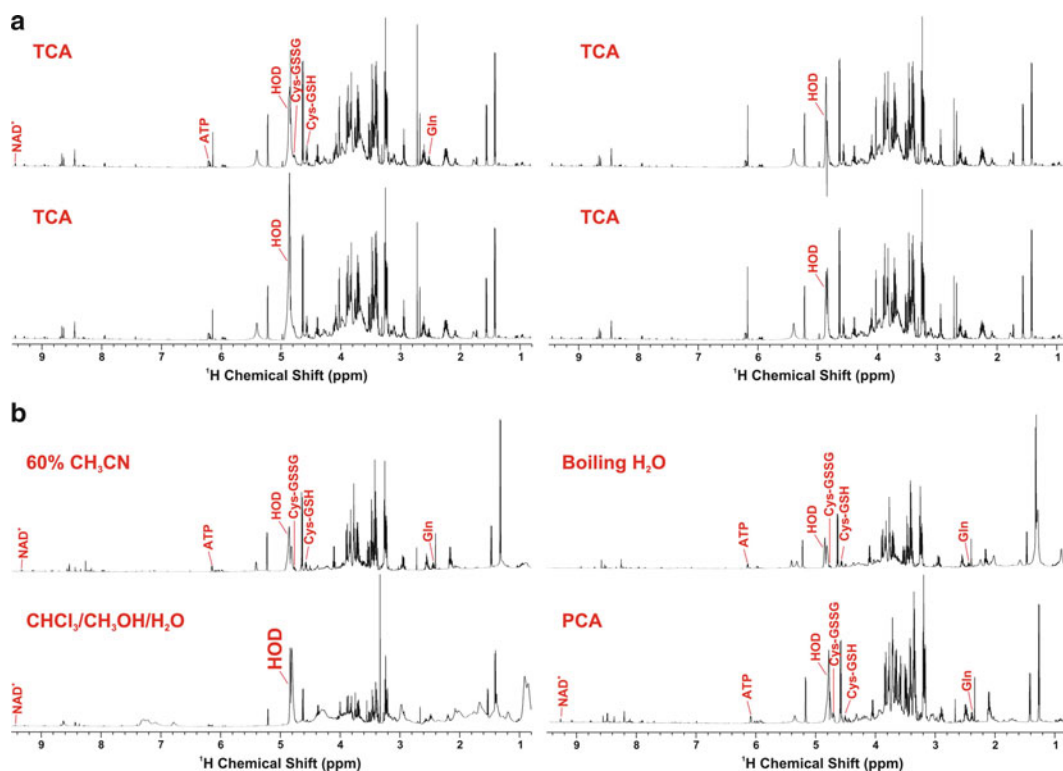 a
TCA
NAD⁺
ATP
HOD
Cys-GSSG
Cys-GSH
Gln
TCA
HOD
TCA
HOD
TCA
HOD
9 8 7 6 5 4 3 2 1
¹H Chemical Shift (ppm)
9 8 7 6 5 4 3 2 1
¹H Chemical Shift (ppm)
b
60% CH₃CN
NAD⁺
ATP
HOD
Cys-GSSG
Cys-GSH
Gln
Boiling H₂O
ATP
HOD
Cys-GSSG
Cys-GSH
Gln
CHCl₃/CH₃OH/H₂O
NAD⁺
HOD
PCA
NAD⁺
ATP
HOD
Cys-GSSG
Cys-GSH
Gln
9 8 7 6 5 4 3 2 1
¹H Chemical Shift (ppm)
9 8 7 6 5 4 3 2 1
¹H Chemical Shift (ppm)